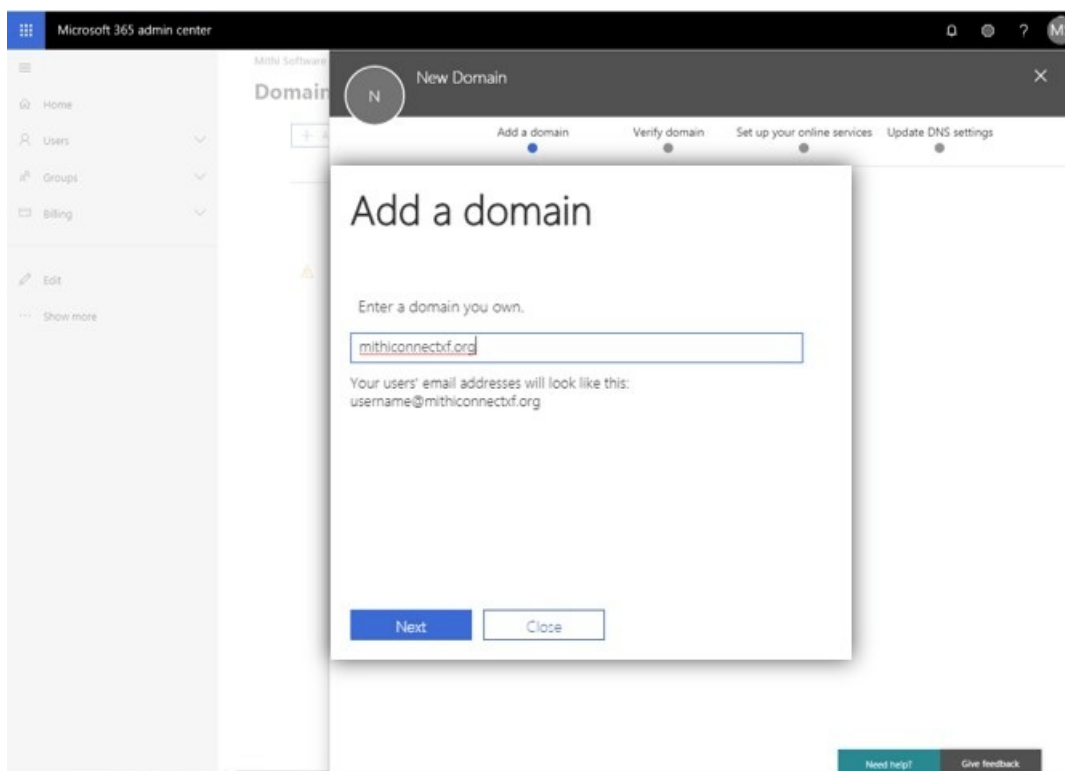 Microsoft 365 admin center
?
M
Mithi Software
Domain
Home
Users
Groups
Billing
Edit
Show more
N
New Domain
Add a domain
Verify domain
Set up your online services
Update DNS settings
Add a domain
Enter a domain you own.
mithiconnectxf.org
Your users' email addresses will look like this:
username@mithiconnectxf.org
Next
Close
Need help?
Give feedback